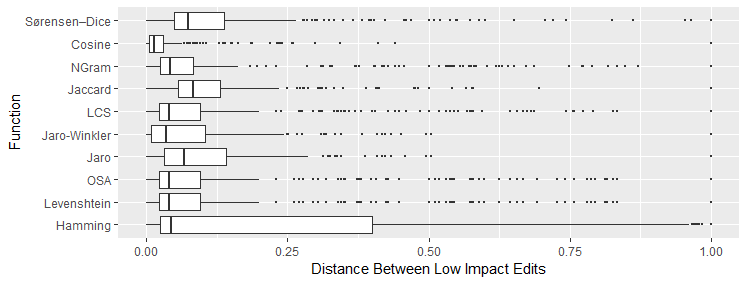 Function
Sørensen–Dice
Cosine
NGram
Jaccard
LCS
Jaro-Winkler
Jaro
OSA
Levenshtein
Hamming
0.00 0.25 0.50 0.75 1.00
Distance Between Low Impact Edits